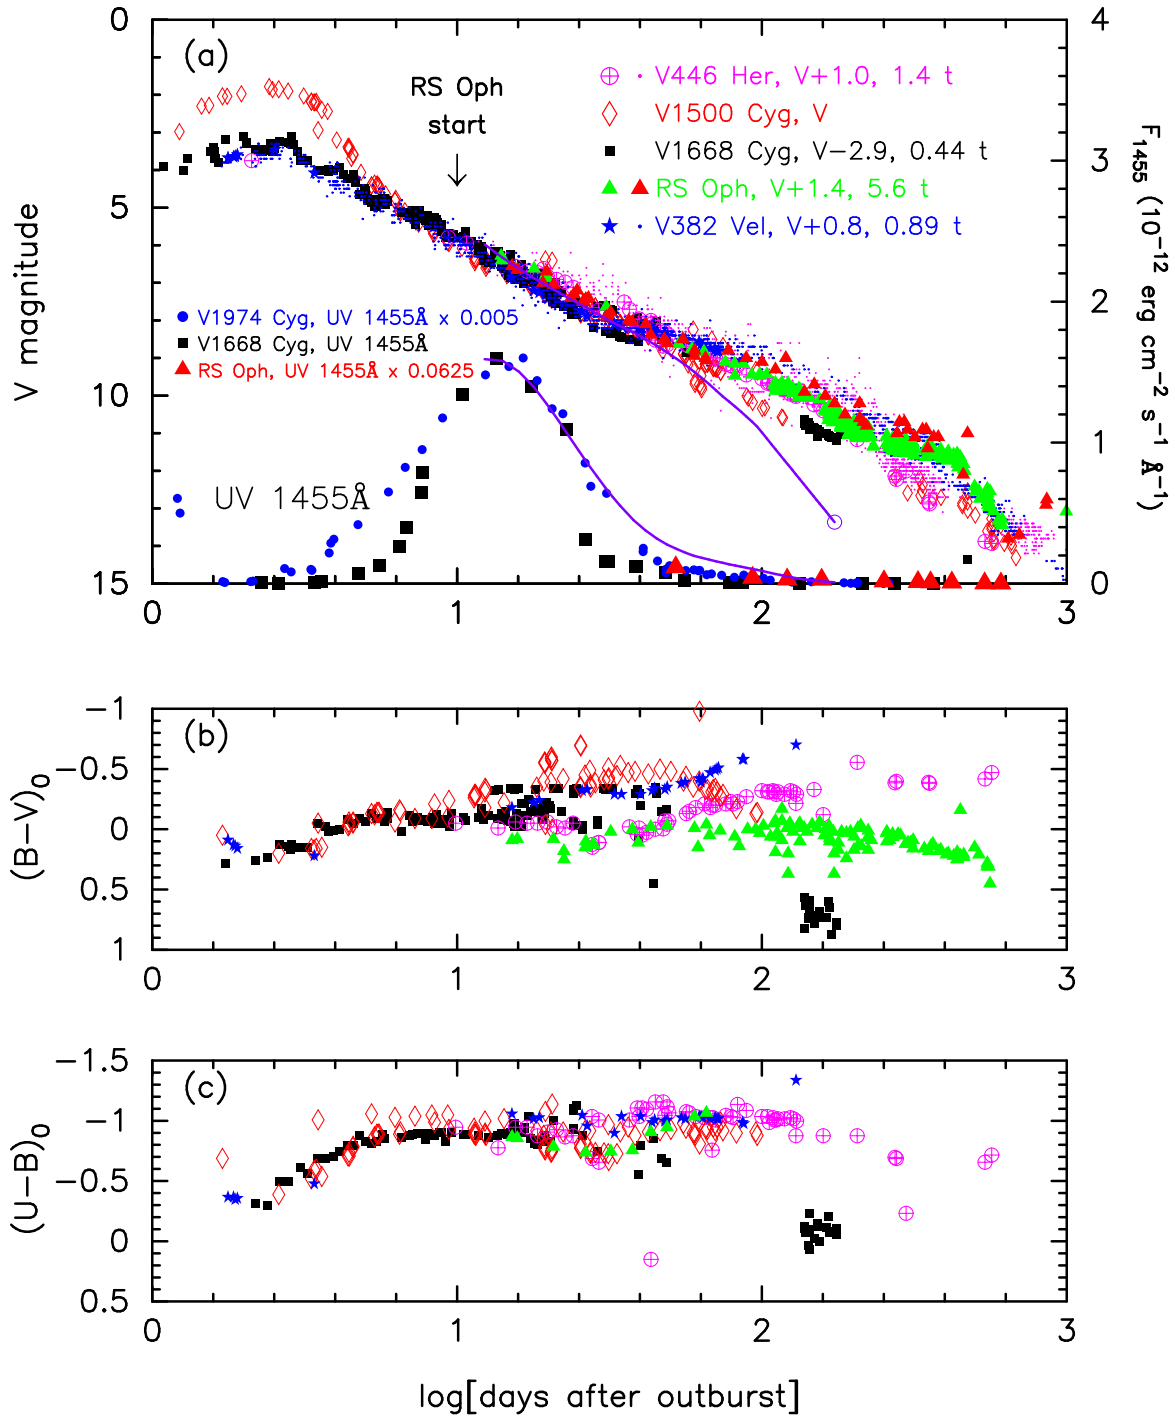 0
4
(a)
RS Oph
start
V446 Her, V+1.0, 1.4 t
V1500 Cyg, V
V1668 Cyg, V−2.9, 0.44 t
RS Oph, V+1.4, 5.6 t
V382 Vel, V+0.8, 0.89 t
3
5
V magnitude
F1455 (10−12 erg cm−2 s−1 Å−1)
2
V1974 Cyg, UV 1455Å x 0.005
V1668 Cyg, UV 1455Å
RS Oph, UV 1455Å x 0.0625
10
1
UV 1455Å
15
0
0 1 2 3
−1
(b)
−0.5
0
0.5
1
(B−V)0
0 1 2 3
−1.5
(c)
−1
−0.5
0
0.5
(U−B)0
0 1 2 3
log[days after outburst]